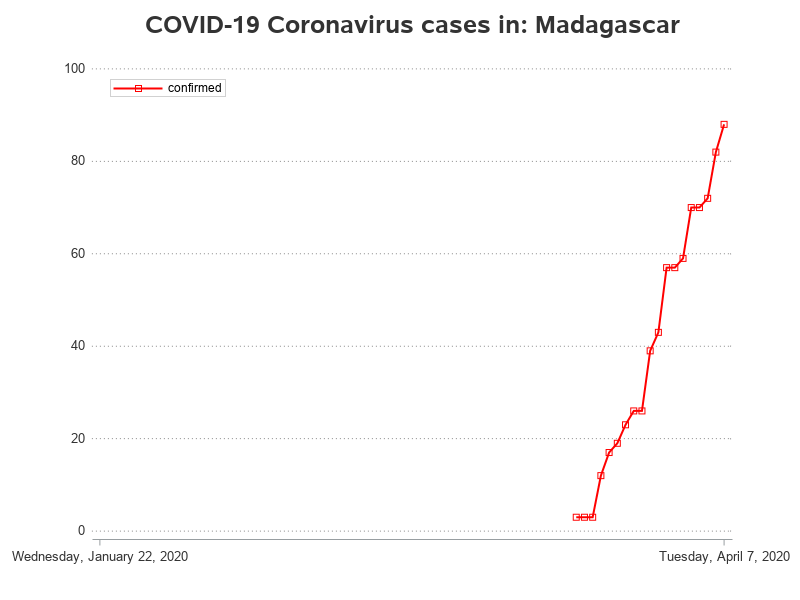 COVID-19 Coronavirus cases in: Madagascar
100
confirmed
80
60
40
20
0
Wednesday, January 22, 2020
Tuesday, April 7, 2020